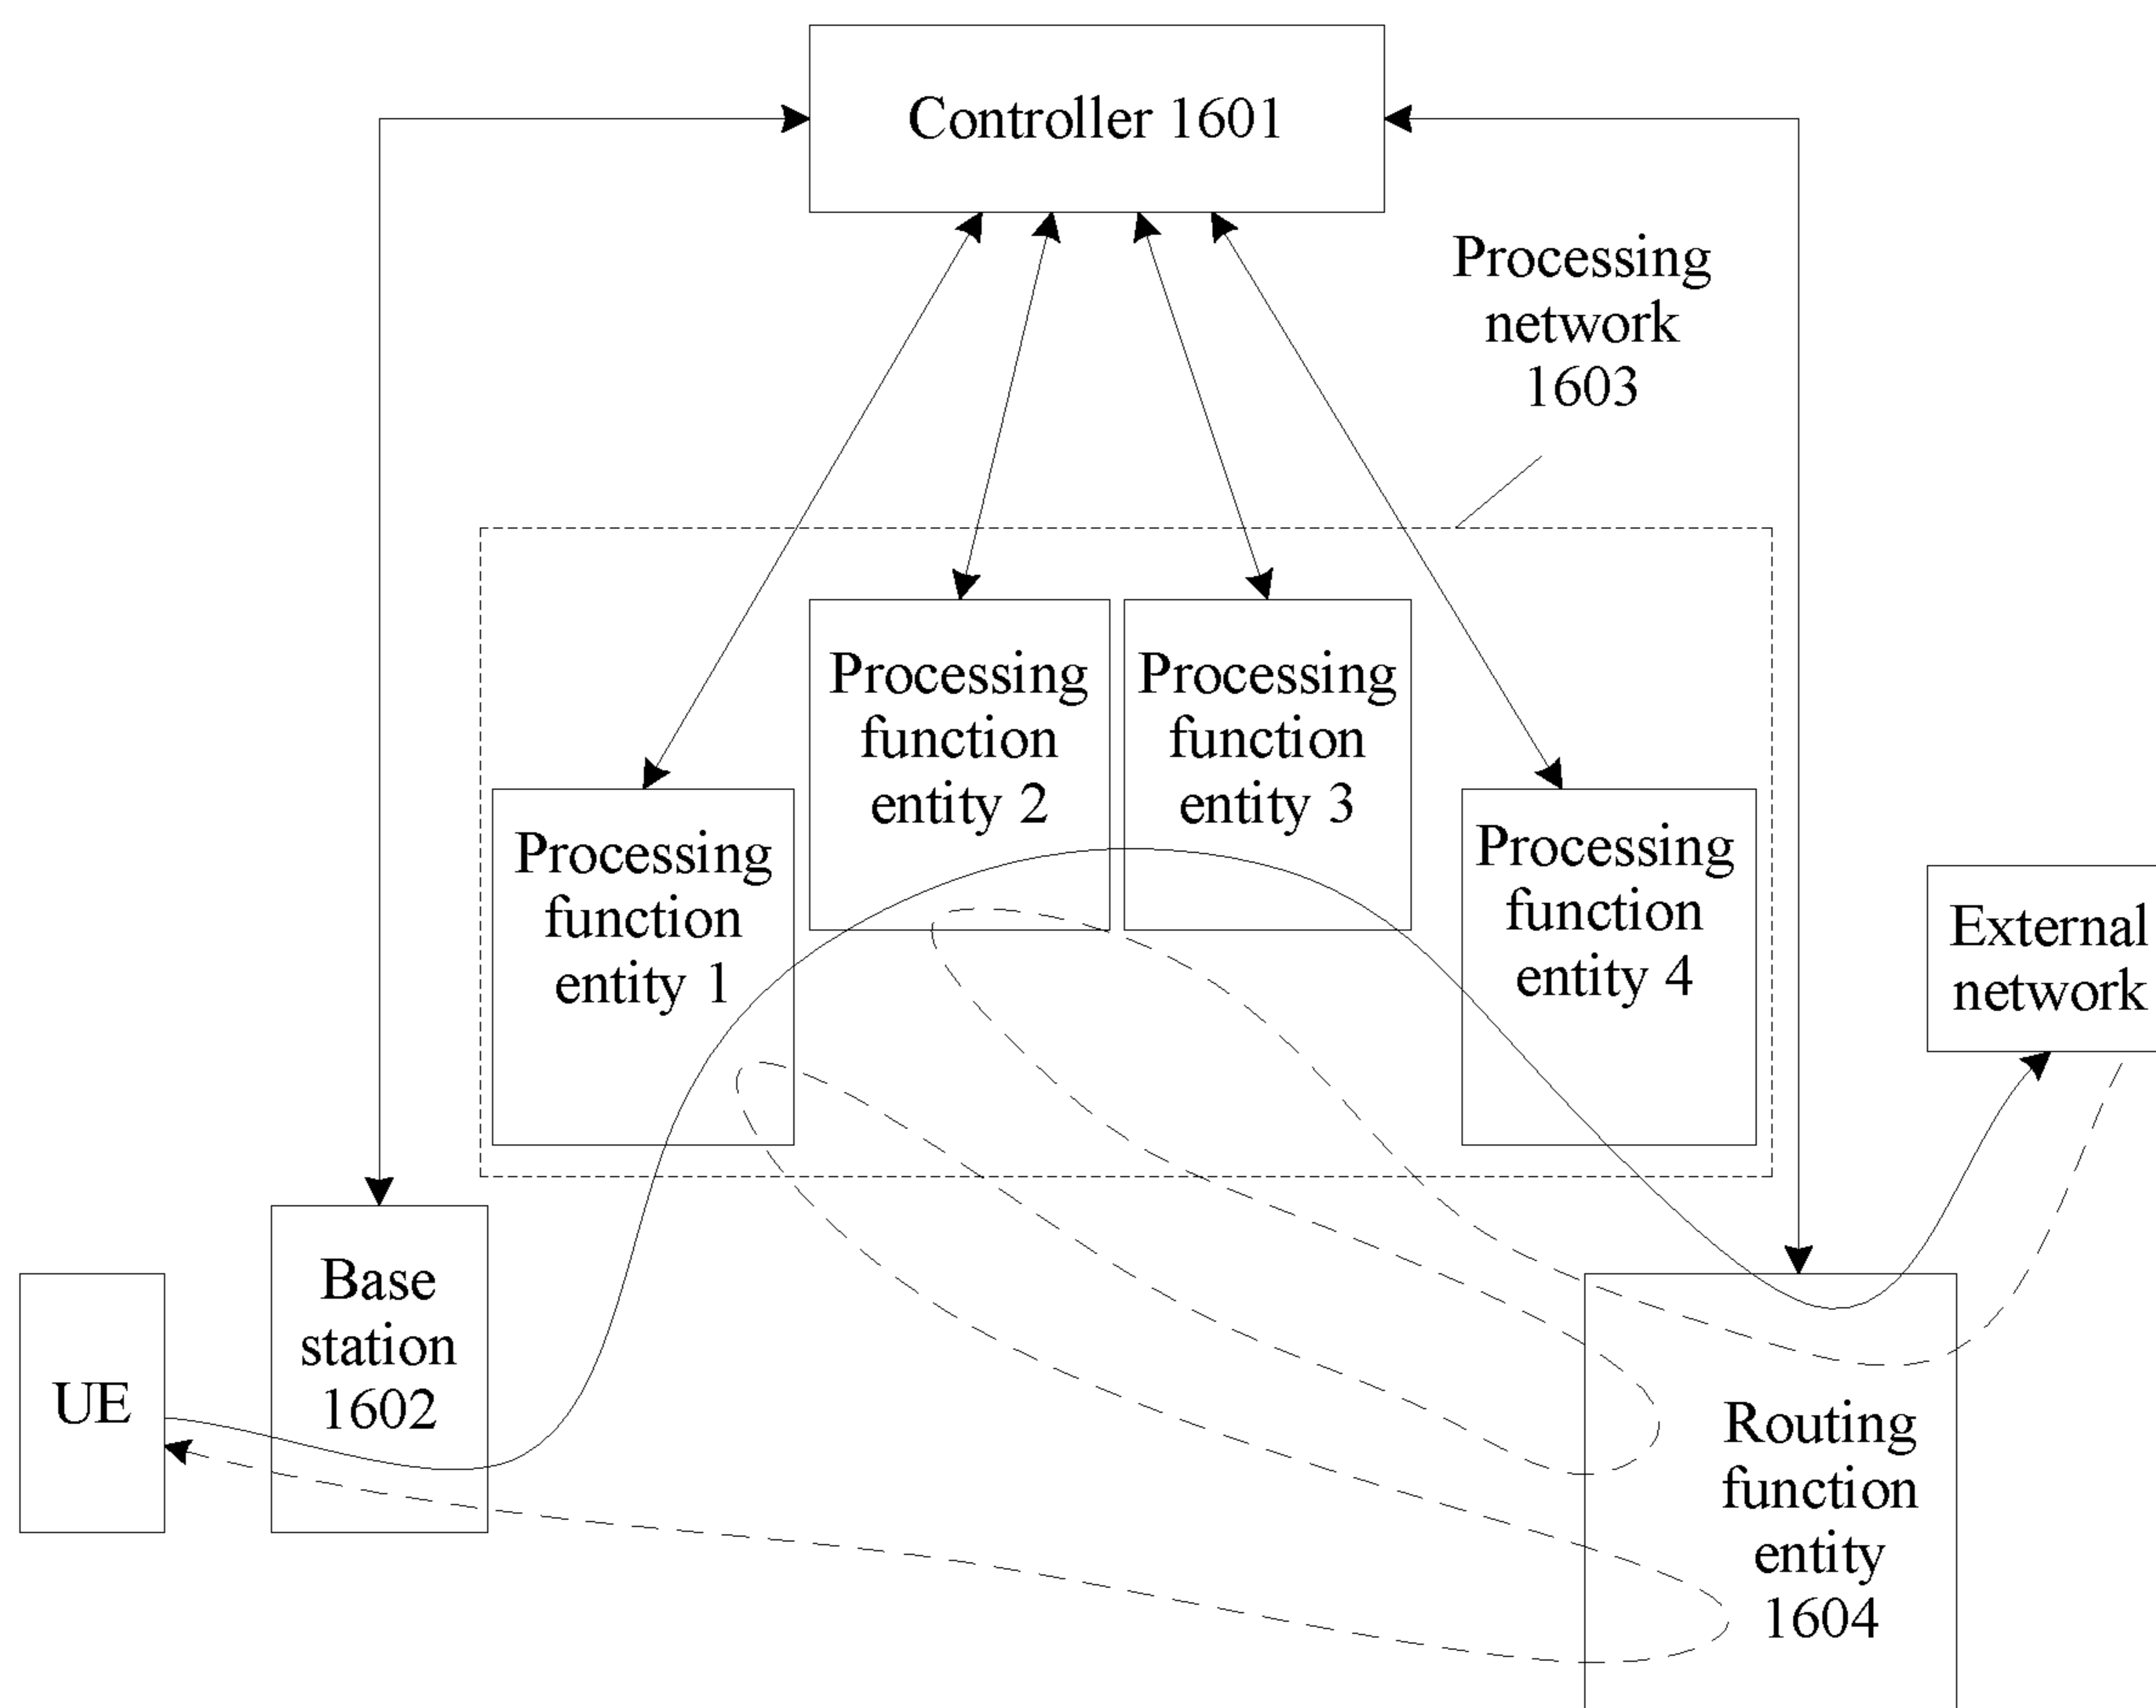 Controller 1601
Processing
network
1603
Processing
function
entity 2
Processing
function
entity 3
Processing
function
entity 1
Processing
function
entity 4
External
network
Base
station
1602
UE
Routing
function
entity
1604